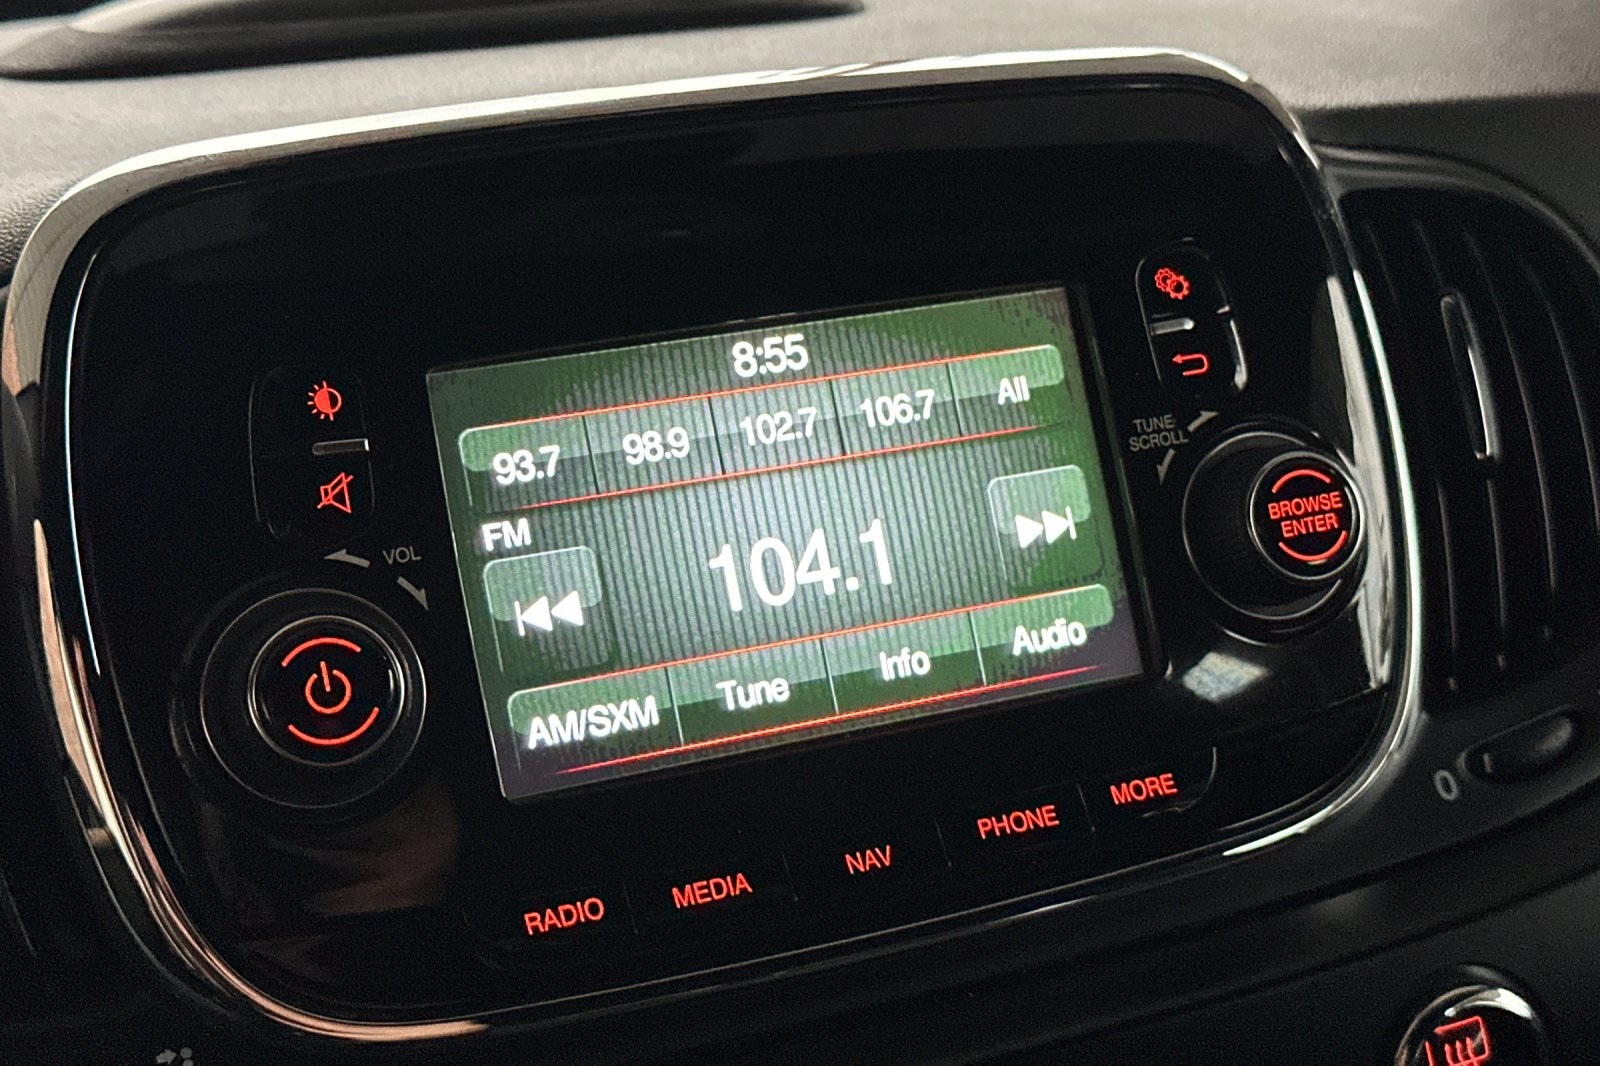 8:55
93.7 98.9 102.7 106.7 All
FM
104.1
AM/SXM Tune Info Audio
VOL
TUNE
SCROLL
BROWSE
ENTER
RADIO MEDIA NAV PHONE MORE
0